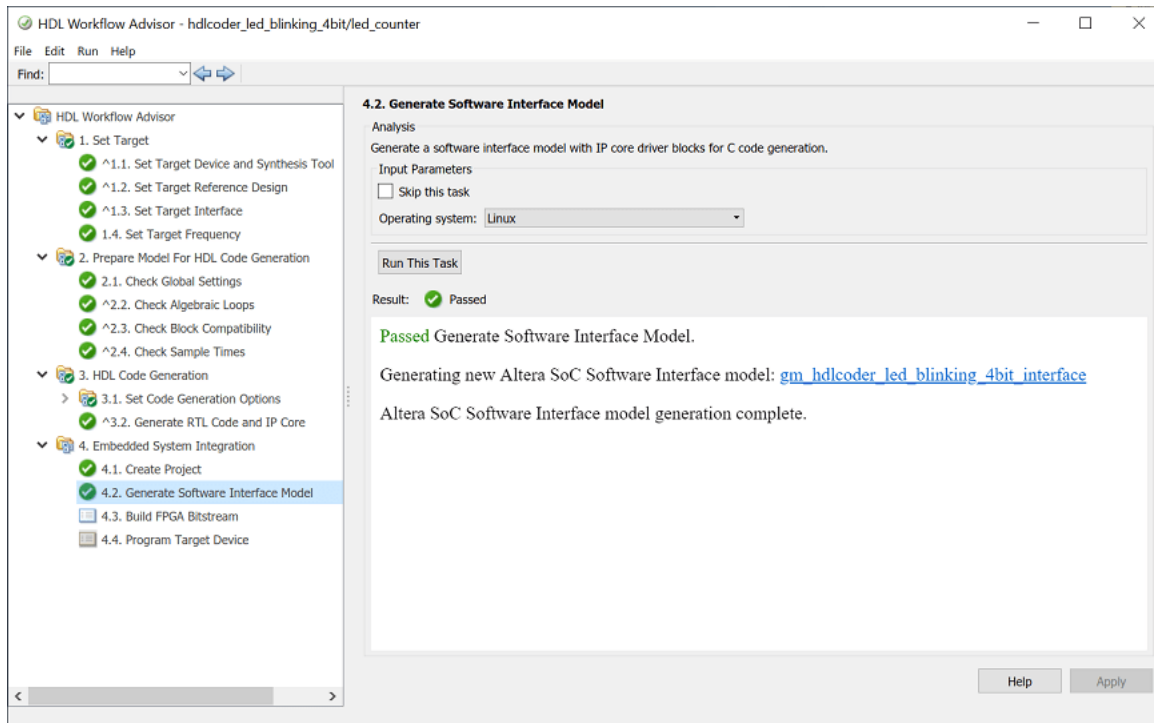 HDL Workflow Advisor - hdlcoder_led_blinking_4bit/led_counter
File Edit Run Help
Find:
HDL Workflow Advisor
1. Set Target
^1.1. Set Target Device and Synthesis Tool
^1.2. Set Target Reference Design
^1.3. Set Target Interface
1.4. Set Target Frequency
2. Prepare Model For HDL Code Generation
2.1. Check Global Settings
^2.2. Check Algebraic Loops
^2.3. Check Block Compatibility
^2.4. Check Sample Times
3. HDL Code Generation
3.1. Set Code Generation Options
^3.2. Generate RTL Code and IP Core
4. Embedded System Integration
4.1. Create Project
4.2. Generate Software Interface Model
4.3. Build FPGA Bitstream
4.4. Program Target Device
4.2. Generate Software Interface Model
Analysis
Generate a software interface model with IP core driver blocks for C code generation.
Input Parameters
Skip this task
Operating system: Linux
Run This Task
Result: Passed
Passed Generate Software Interface Model.
Generating new Altera SoC Software Interface model: gm_hdlcoder_led_blinking_4bit_interface
Altera SoC Software Interface model generation complete.
Help Apply